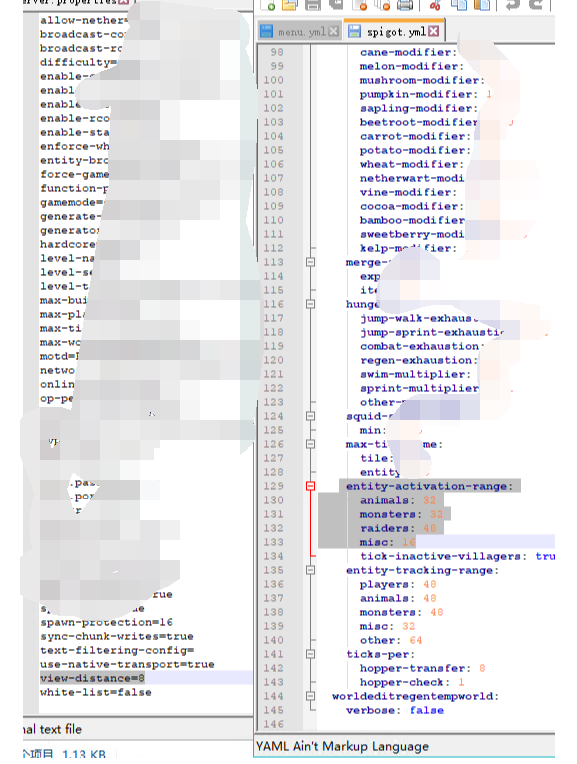 server.properties
allow-nether=
broadcast-co
broadcast-rc
difficulty=
enable-
enabl
enable
enable-rco
enable-sta
enforce-wh
entity-bro
force-game
function-p
gamemode=
generate-
generator
hardcore
level-na
level-se
level-t
max-bui
max-pla
max-ti
max-wo
motd=
netwo
onlin
op-pe
yp
.pas
.por
r
rue
sp ue
spawn-protection=16
sync-chunk-writes=true
text-filtering-config=
use-native-transport=true
view-distance=8
white-list=false
nal text file
个项目 1.13 KB
menu.yml
spigot.yml
98 cane-modifier:
99 melon-modifier:
100 mushroom-modifier:
101 pumpkin-modifier: 1
102 sapling-modifier:
103 beetroot-modifier
104 carrot-modifier:
105 potato-modifier:
106 wheat-modifier:
107 netherwart-modi
108 vine-modifier:
109 cocoa-modifier:
110 bamboo-modifier:
111 sweetberry-modi
112 kelp-modifier:
113 merge-
114 exp
115 ite
116 hunge
117 jump-walk-exhaus
118 jump-sprint-exhausti
119 combat-exhaustion:
120 regen-exhaustion:
121 swim-multiplier:
122 sprint-multiplier
123 other-
124 squid-s
125 min:
126 max-ti me:
127 tile:
128 entity
129 entity-activation-range:
130 animals: 32
131 monsters: 32
132 raiders: 48
133 misc: 16
134 tick-inactive-villagers: tru
135 entity-tracking-range:
136 players: 48
137 animals: 48
138 monsters: 48
139 misc: 32
140 other: 64
141 ticks-per:
142 hopper-transfer: 8
143 hopper-check: 1
144 worldeditregentempworld:
145 verbose: false
146
YAML Ain't Markup Language